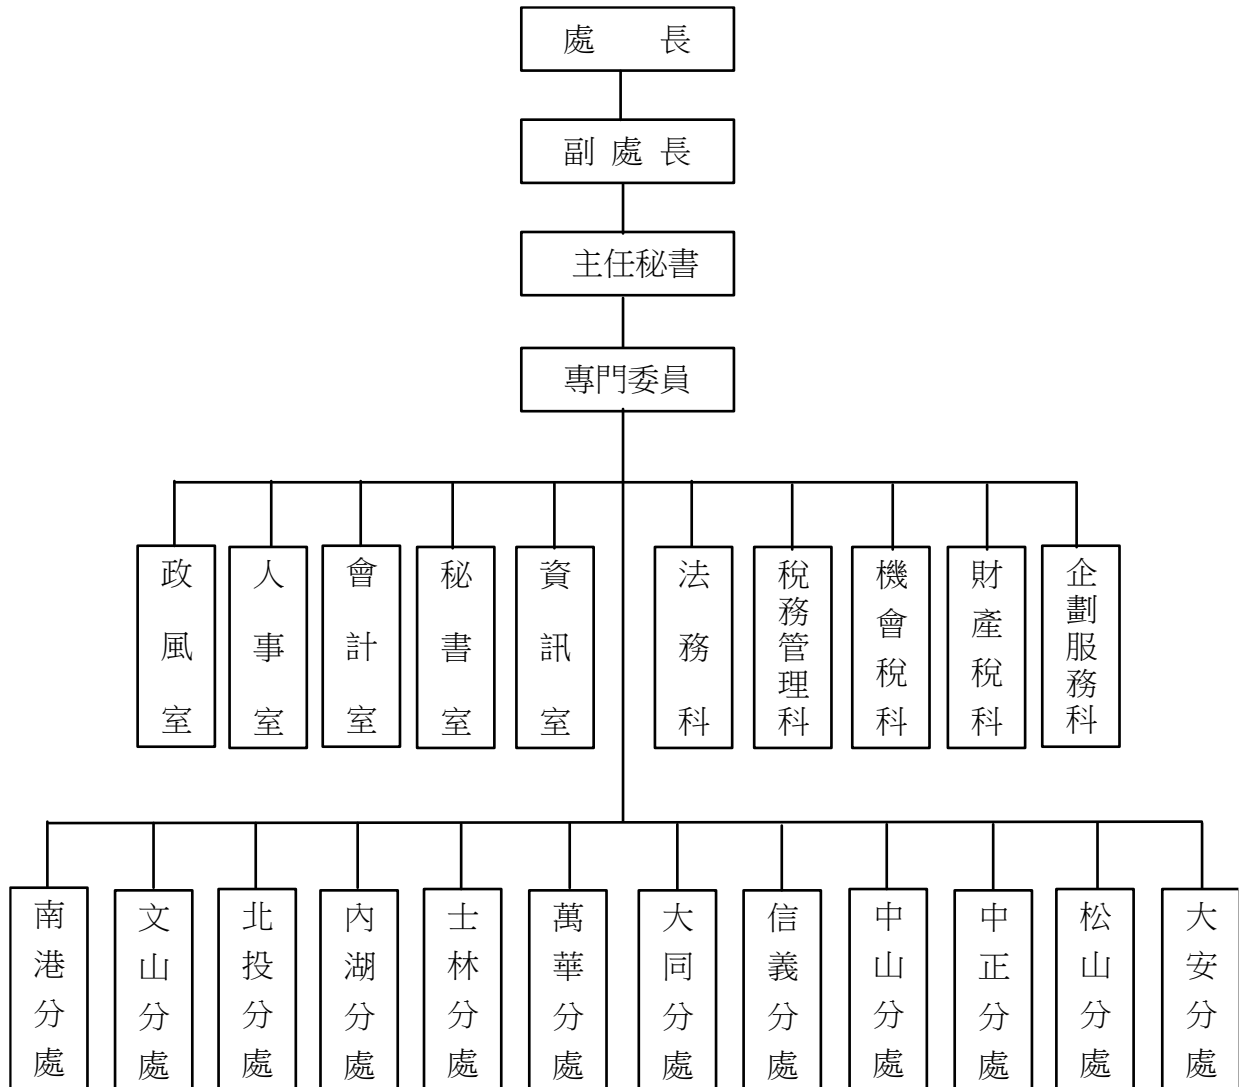 處 長
副處長
主任秘書
專門委員
政風室
人事室
會計室
秘書室
資訊室
法務科
稅務管理科
機會稅科
財產稅科
企劃服務科
南港分處
文山分處
北投分處
內湖分處
士林分處
萬華分處
大同分處
信義分處
中山分處
中正分處
松山分處
大安分處